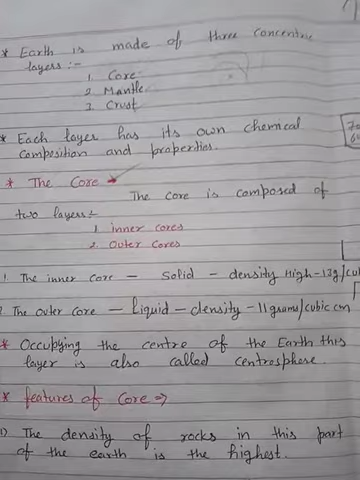 * Earth is made of three concentric
layers :-
1. Core
2. Mantle
3. Crust
* Each layer has its own chemical
composition and properties.
* The Core →
The core is composed of
two layers :-
1. inner cores
2. Outer cores
1. The inner core – Solid – density High - 13g/cub
2. The outer core – Liquid – density - 11 grams/cubic cm
* Occupying the centre of the Earth this
layer is also called centrosphere.
* features of Core ⇒
1) The density of rocks in this part
of the earth is the highest.